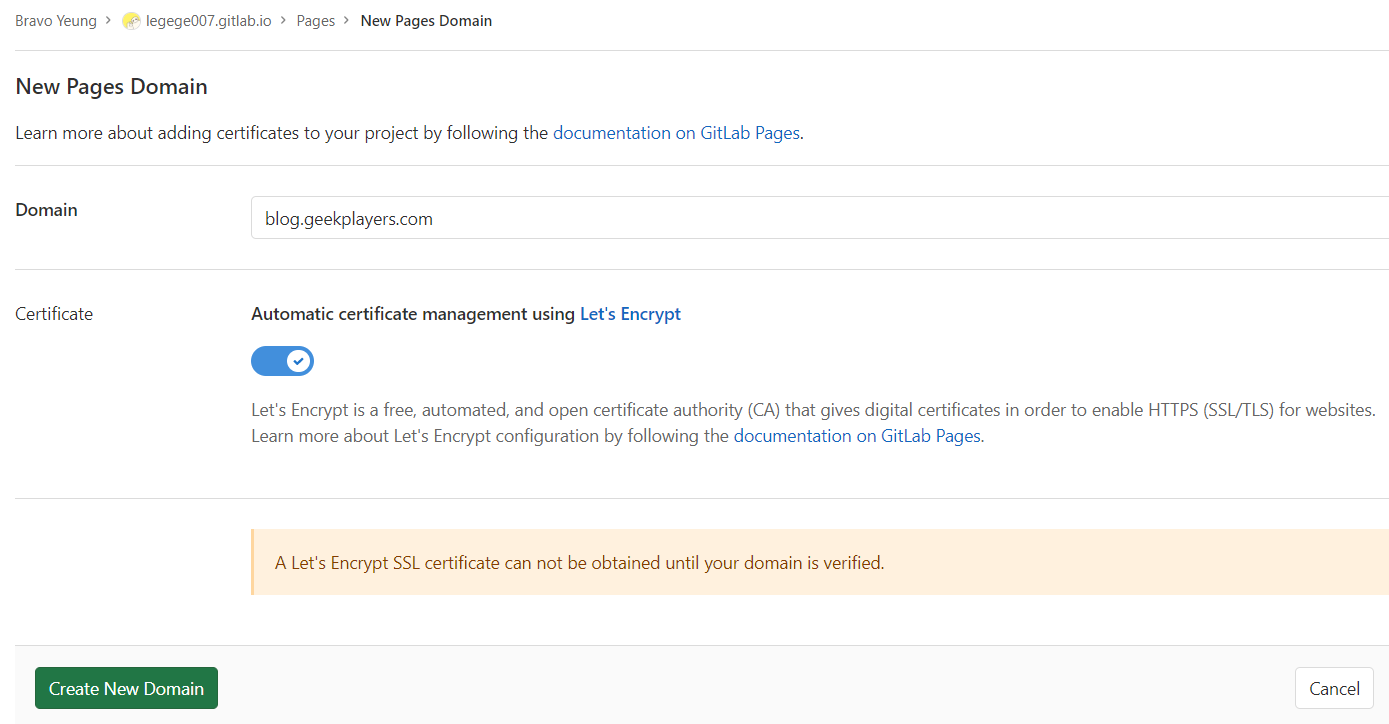 Bravo Yeung > legege007.gitlab.io > Pages > New Pages Domain
New Pages Domain
Learn more about adding certificates to your project by following the documentation on GitLab Pages.
Domain
blog.geekplayers.com
Certificate
Automatic certificate management using Let's Encrypt
Let's Encrypt is a free, automated, and open certificate authority (CA) that gives digital certificates in order to enable HTTPS (SSL/TLS) for websites.
Learn more about Let's Encrypt configuration by following the documentation on GitLab Pages.
A Let's Encrypt SSL certificate can not be obtained until your domain is verified.
Create New Domain
Cancel